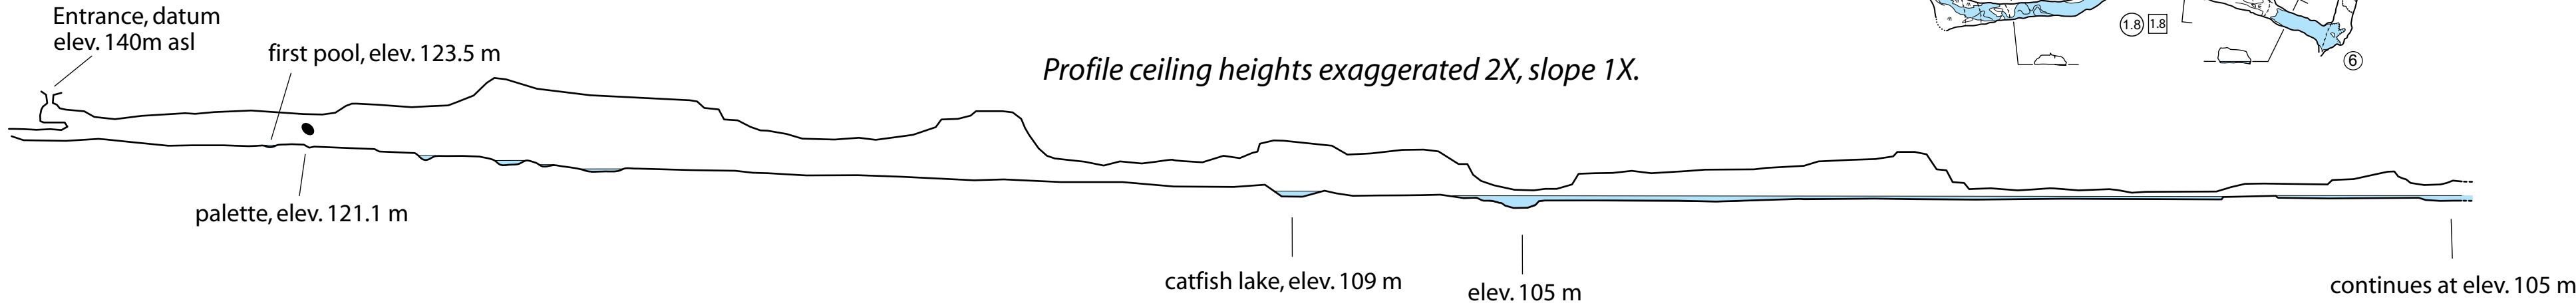 Entrance, datum
elev. 140m asl
first pool, elev. 123.5 m
Profile ceiling heights exaggerated 2X, slope 1X.
1.8 1.8
6
palette, elev. 121.1 m
catfish lake, elev. 109 m
elev. 105 m
continues at elev. 105 m